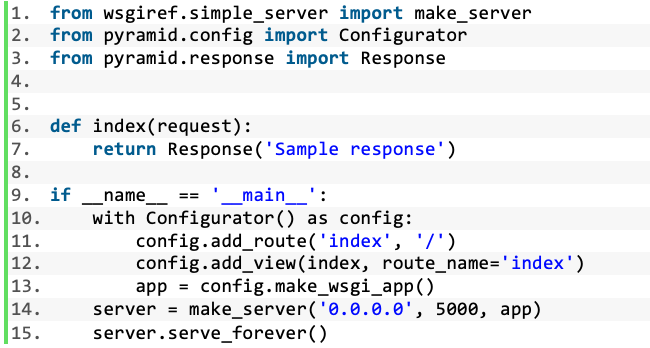 1. from wsgiref.simple_server import make_server
2. from pyramid.config import Configurator
3. from pyramid.response import Response
4.
5.
6. def index(request):
7.     return Response('Sample response')
8.
9. if __name__ == '__main__':
10.     with Configurator() as config:
11.         config.add_route('index', '/')
12.         config.add_view(index, route_name='index')
13.         app = config.make_wsgi_app()
14.     server = make_server('0.0.0.0', 5000, app)
15.     server.serve_forever()